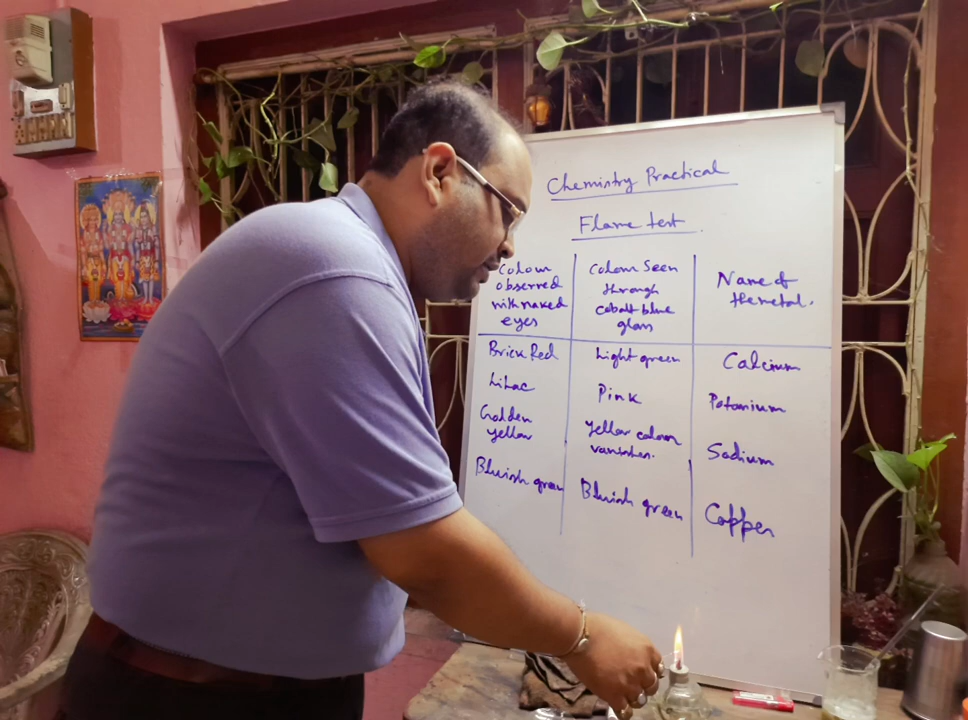 Chemistry Practical
Flame test.
Colour
observed
with naked
eyes
Colour Seen
through
cobalt blue
glass
Name of
the metal.
Brick Red
Light green
Calcium
Lilac
Pink
Potassium
Golden
yellow
Yellow colour
vanishes.
Sodium
Bluish green
Bluish green
Copper